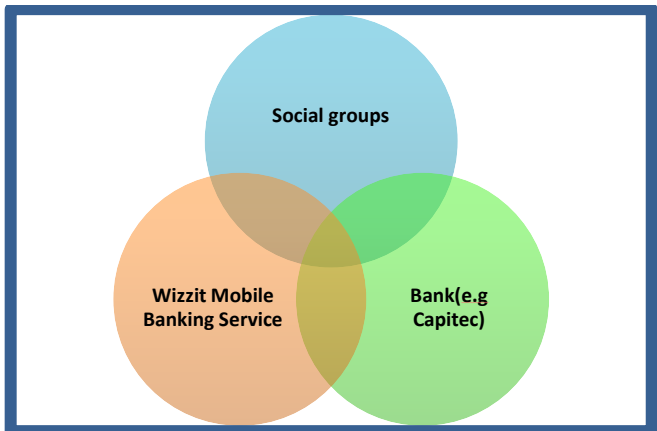 Social groups
Wizzit Mobile
Banking Service
Bank(e.g
Capitec)